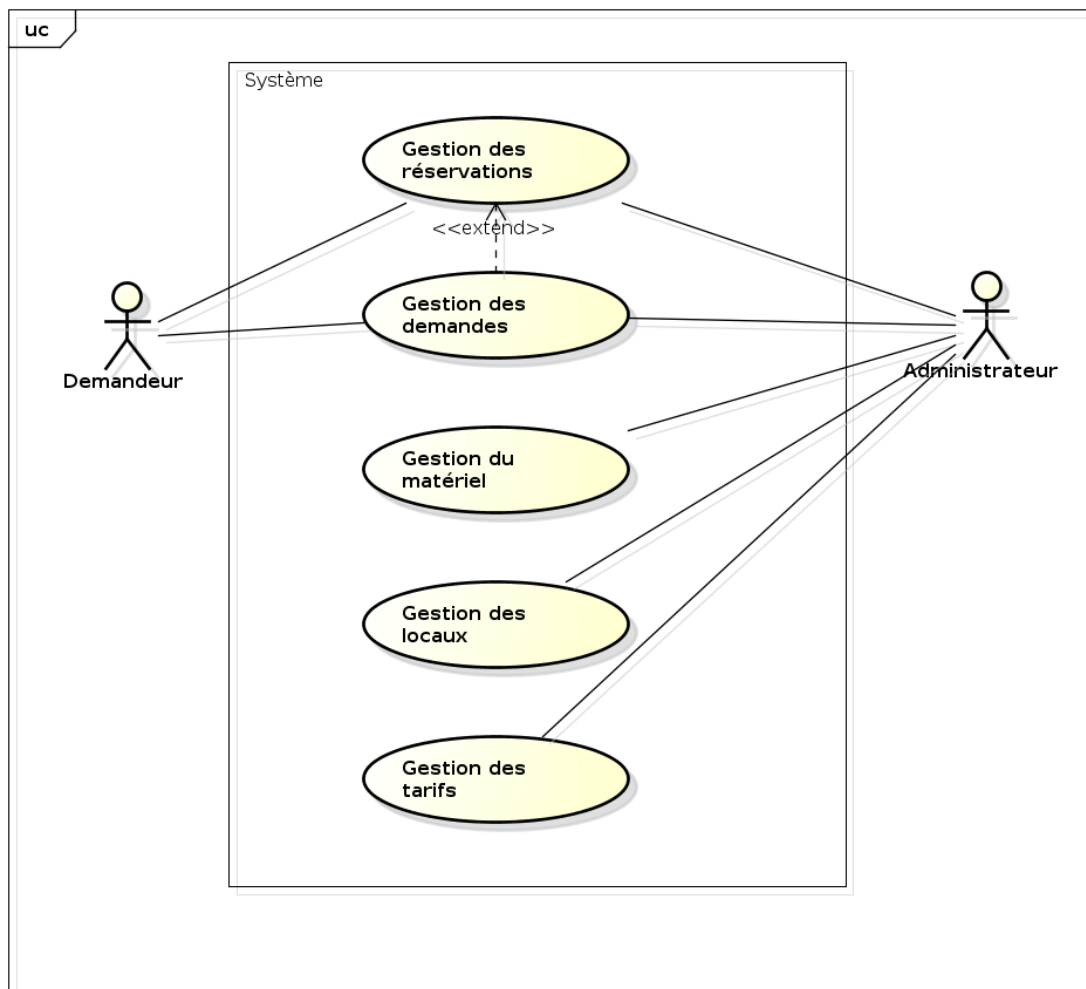 uc
Système
Gestion des
réservations
<<extend>>
Gestion des
demandes
Demandeur
Administrateur
Gestion du
matériel
Gestion des
locaux
Gestion des
tarifs